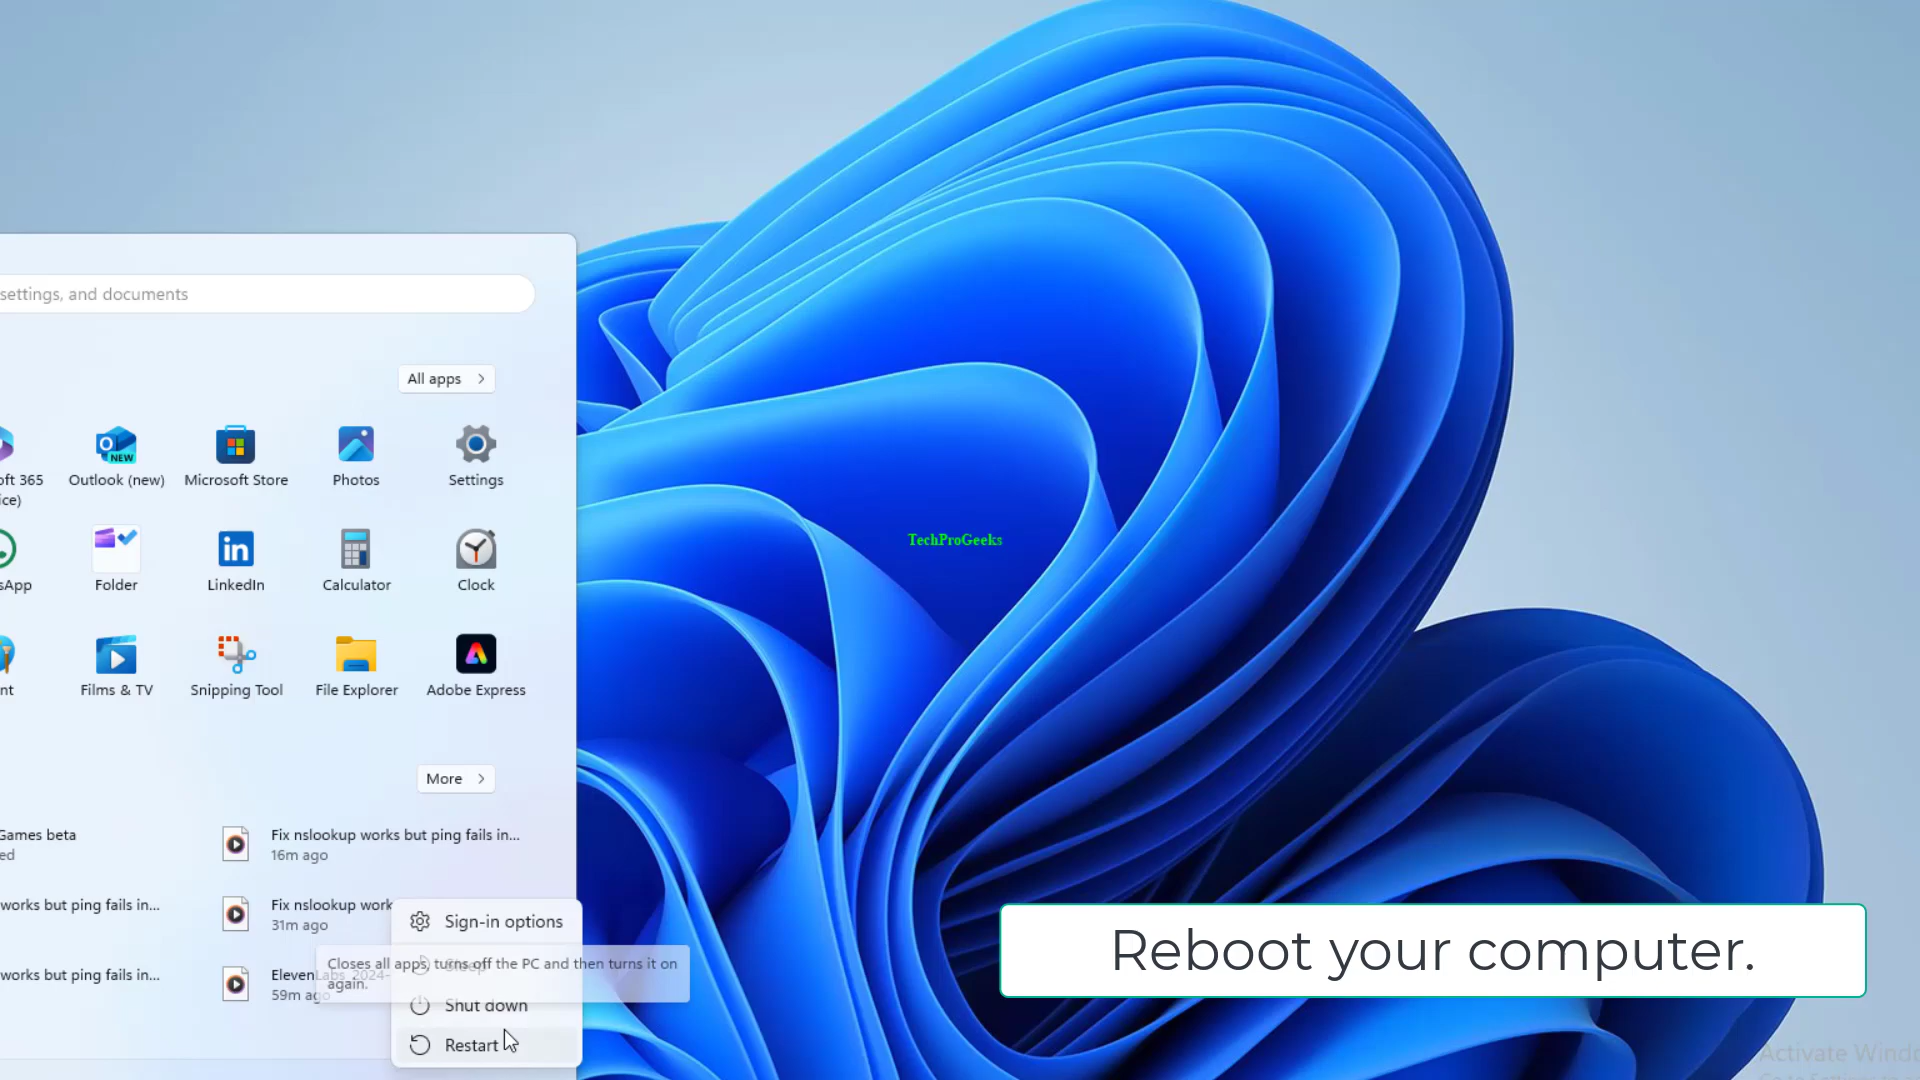 settings, and documents
All apps
oft 365
ice)
Outlook (new)
NEW
Microsoft Store
Photos
Settings
sApp
Folder
LinkedIn
Calculator
Clock
nt
Films & TV
Snipping Tool
File Explorer
Adobe Express
TechProGeeks
More
Games beta
ed
Fix nslookup works but ping fails in...
16m ago
works but ping fails in...
Fix nslookup work
31m ago
works but ping fails in...
ElevenLabs_2024-
59m ago
Sign-in options
Sleep
Closes all apps, turns off the PC and then turns it on
again.
Shut down
Restart
Reboot your computer.
Activate Windo